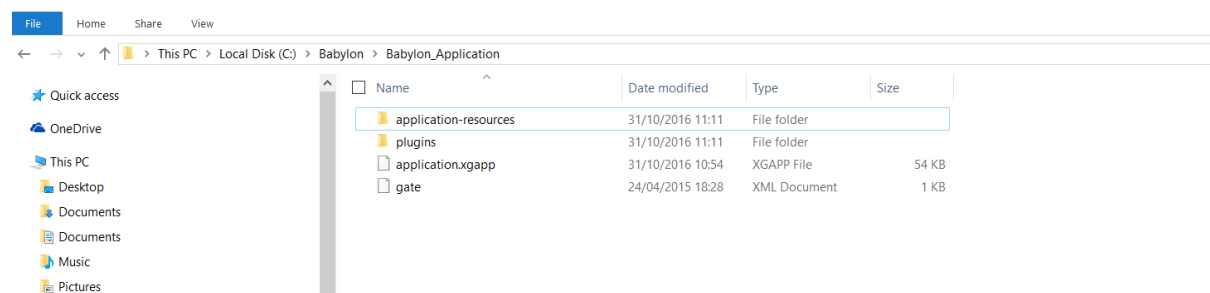 File Home Share View
This PC > Local Disk (C:) > Babylon > Babylon_Application
Quick access
OneDrive
This PC
Desktop
Documents
Documents
Music
Pictures
Name Date modified Type Size
application-resources 31/10/2016 11:11 File folder
plugins 31/10/2016 11:11 File folder
application.xgapp 31/10/2016 10:54 XGAPP File 54 KB
gate 24/04/2015 18:28 XML Document 1 KB